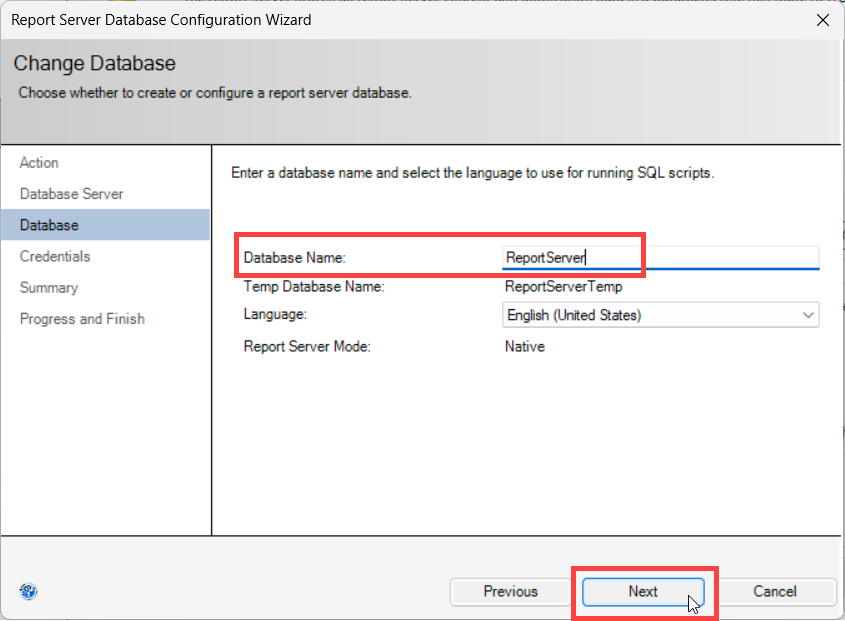 Report Server Database Configuration Wizard
Change Database
Choose whether to create or configure a report server database.
Action
Database Server
Database
Credentials
Summary
Progress and Finish
Enter a database name and select the language to use for running SQL scripts.
Database Name: ReportServer
Temp Database Name: ReportServerTemp
Language: English (United States)
Report Server Mode: Native
Previous Next Cancel